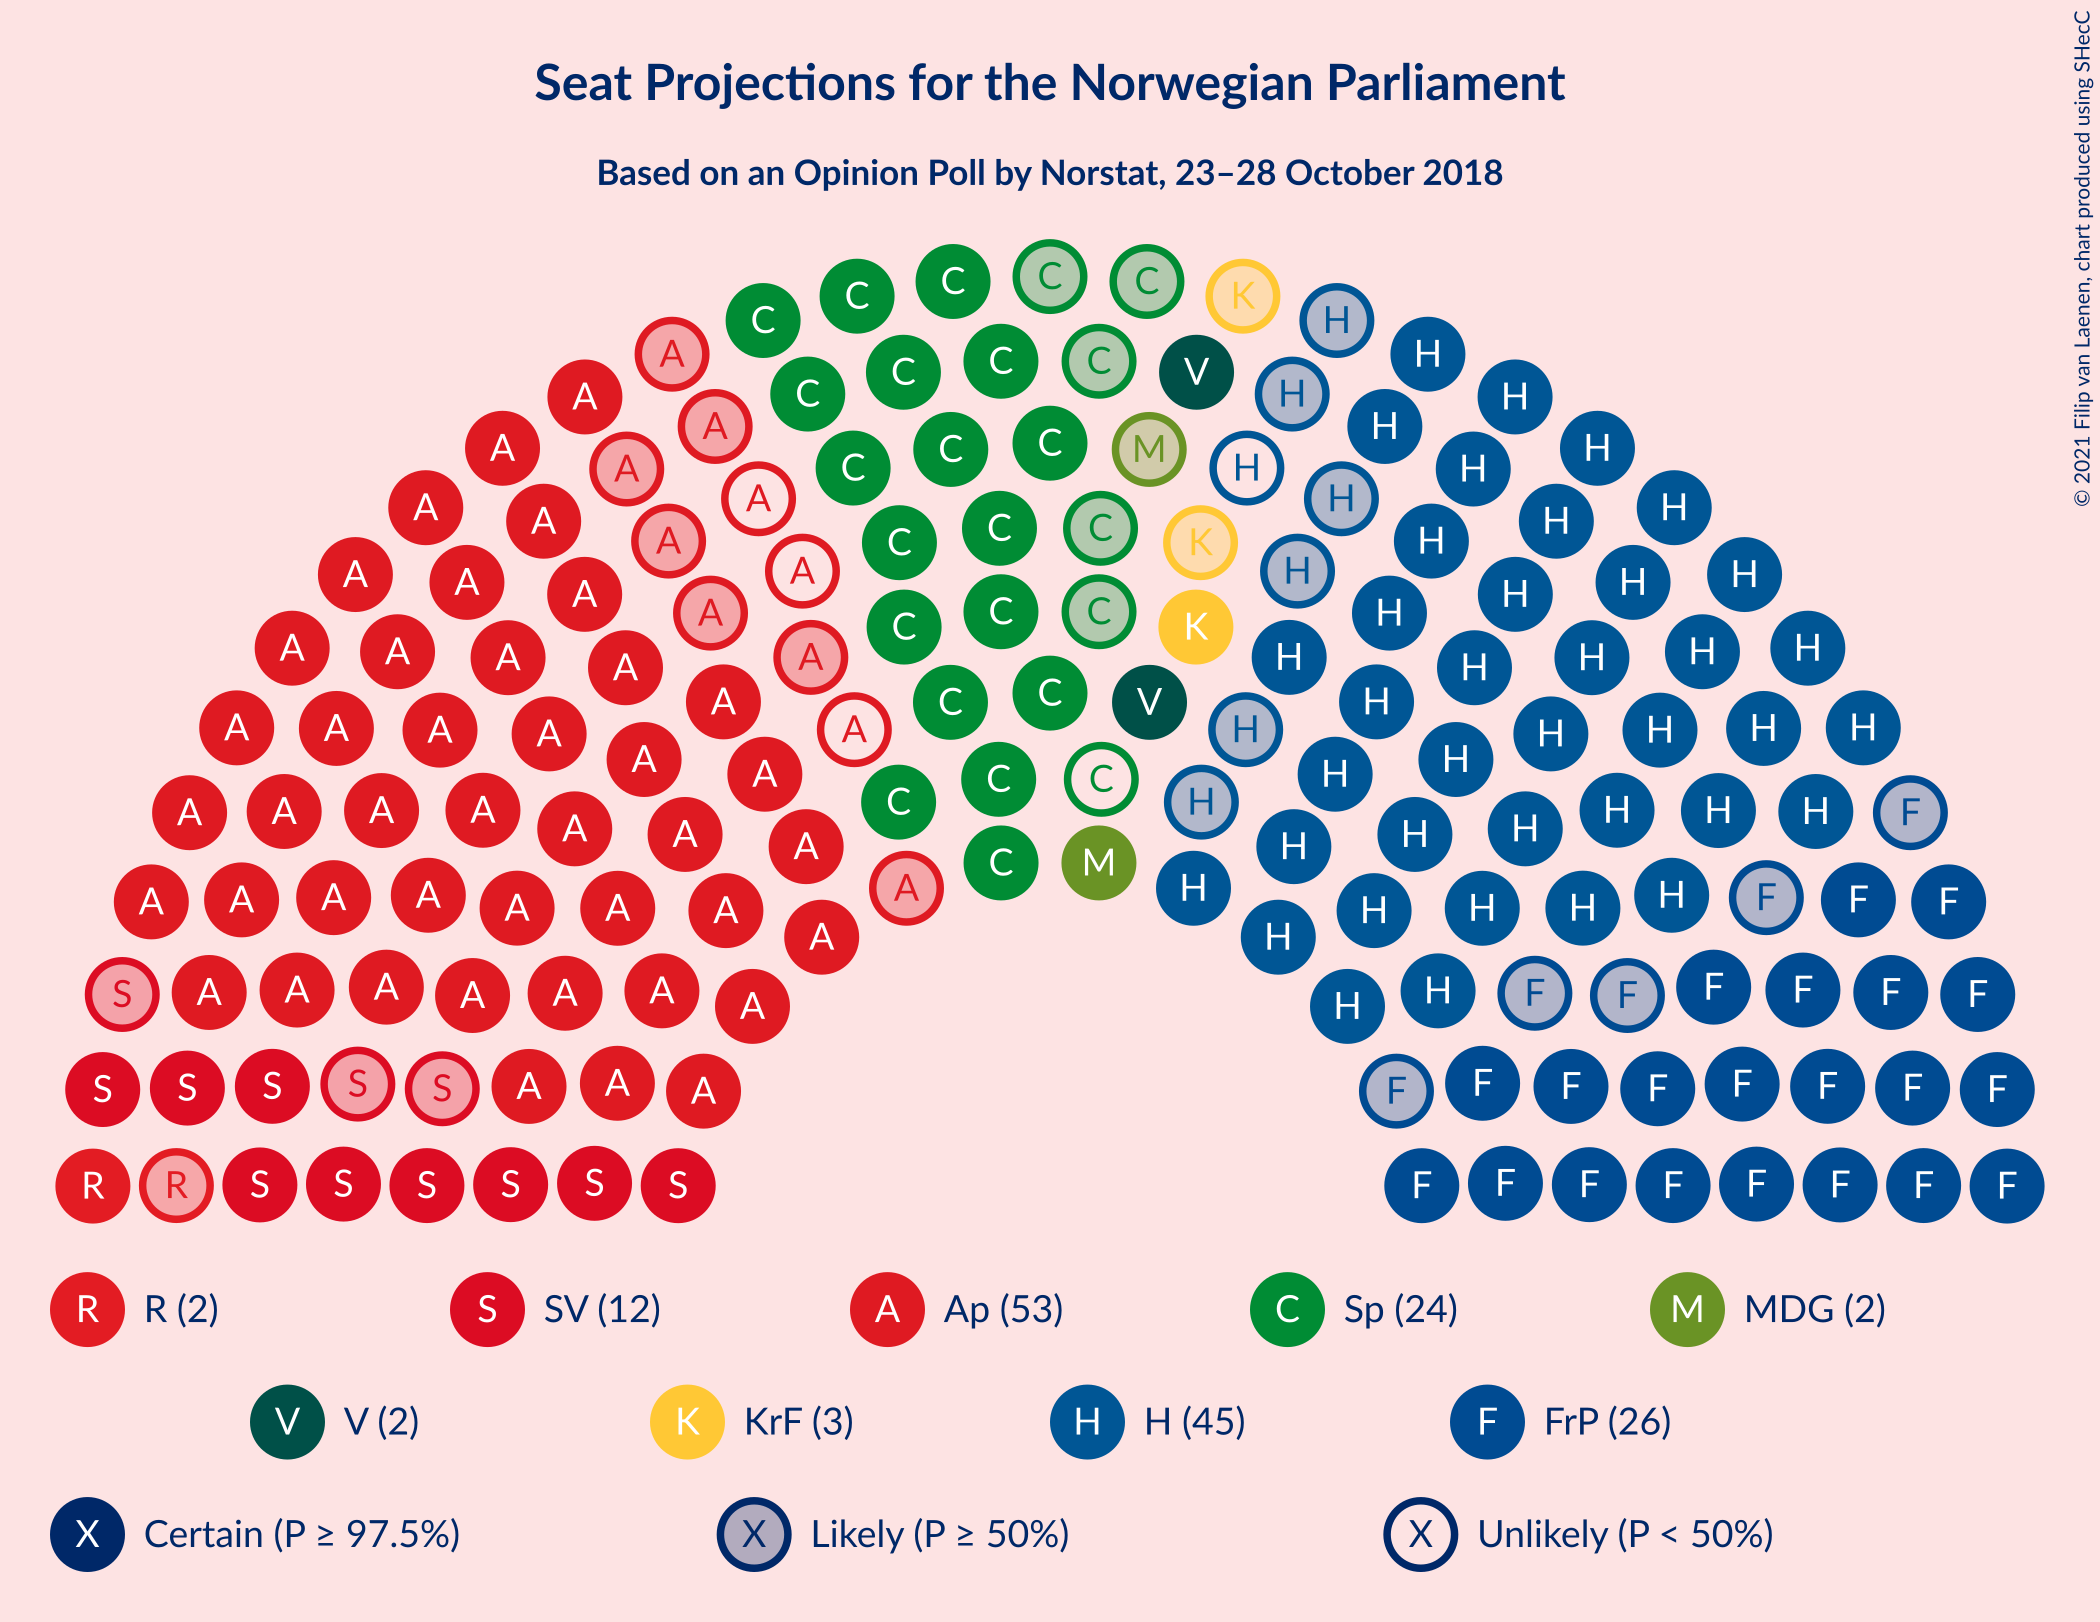 Seat Projections for the Norwegian Parliament
Based on an Opinion Poll by Norstat, 23–28 October 2018
© 2021 Filip van Laenen, chart produced using SHecC
C C C C C K H
A C C C C V H H
A A C C C M H H H H
A A A C C C K H H H H
A A A A C C C K H H H H H
A A A A A C C V H H H H H
A A A A A A C C C H H H H H H
A A A A A A A C M H H H H H H
A A A A A A A A H H H H H H H
A A A A A A A H H H H H H F
A A A A A A A A A H H H H H F F F
S A A A A A A A H H F F F F F F
S S S S S A A A F F F F F F F F
R R S S S S S S F F F F F F F F
R R (2) S SV (12) A Ap (53) C Sp (24) M MDG (2)
V V (2) K KrF (3) H H (45) F FrP (26)
X Certain (P ≥ 97.5%) X Likely (P ≥ 50%) X Unlikely (P < 50%)